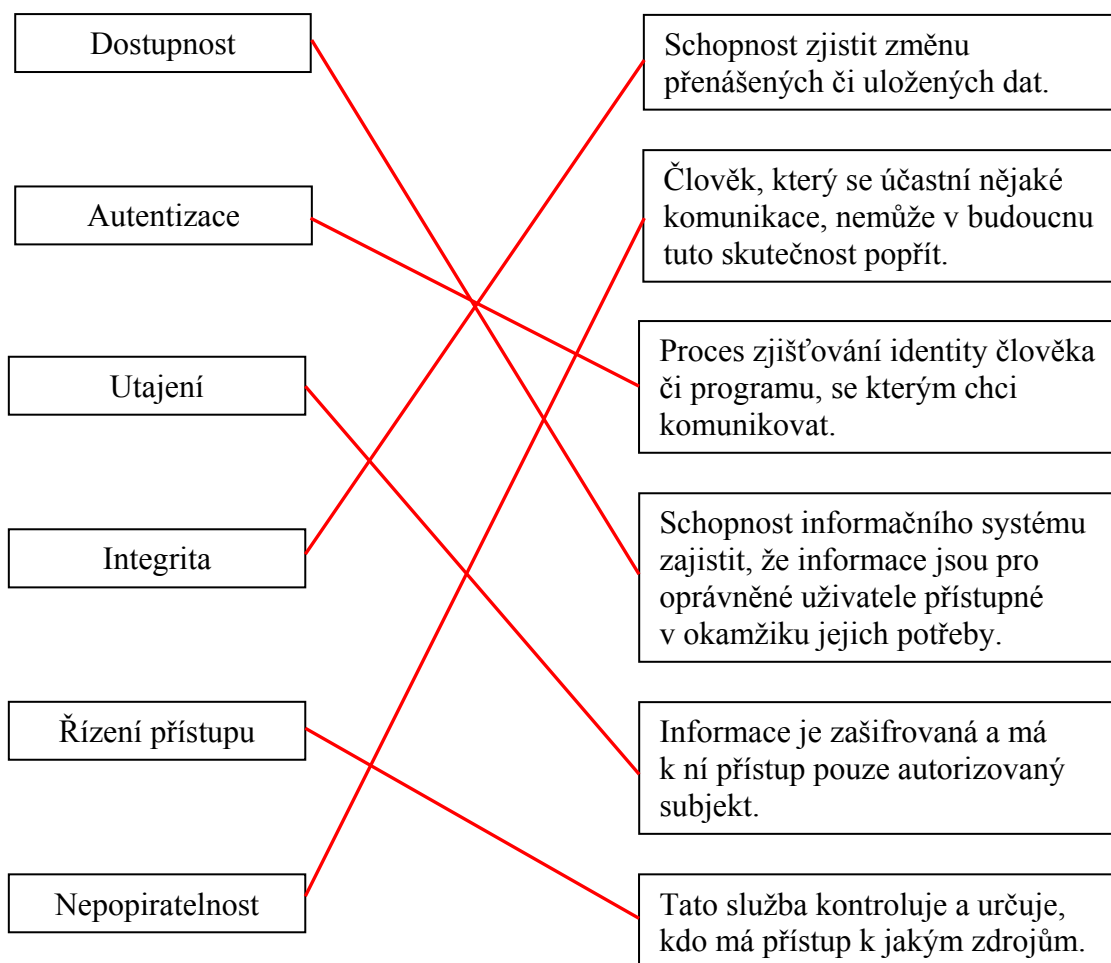 Dostupnost
Autentizace
Utajení
Integrita
Řízení přístupu
Nepopiratelnost
Schopnost zjistit změnu
přenášených či uložených dat.
Člověk, který se účastní nějaké
komunikace, nemůže v budoucnu
tuto skutečnost popřít.
Proces zjišťování identity člověka
či programu, se kterým chci
komunikovat.
Schopnost informačního systému
zajistit, že informace jsou pro
oprávněné uživatele přístupné
v okamžiku jejich potřeby.
Informace je zašifrovaná a má
k ní přístup pouze autorizovaný
subjekt.
Tato služba kontroluje a určuje,
kdo má přístup k jakým zdrojům.